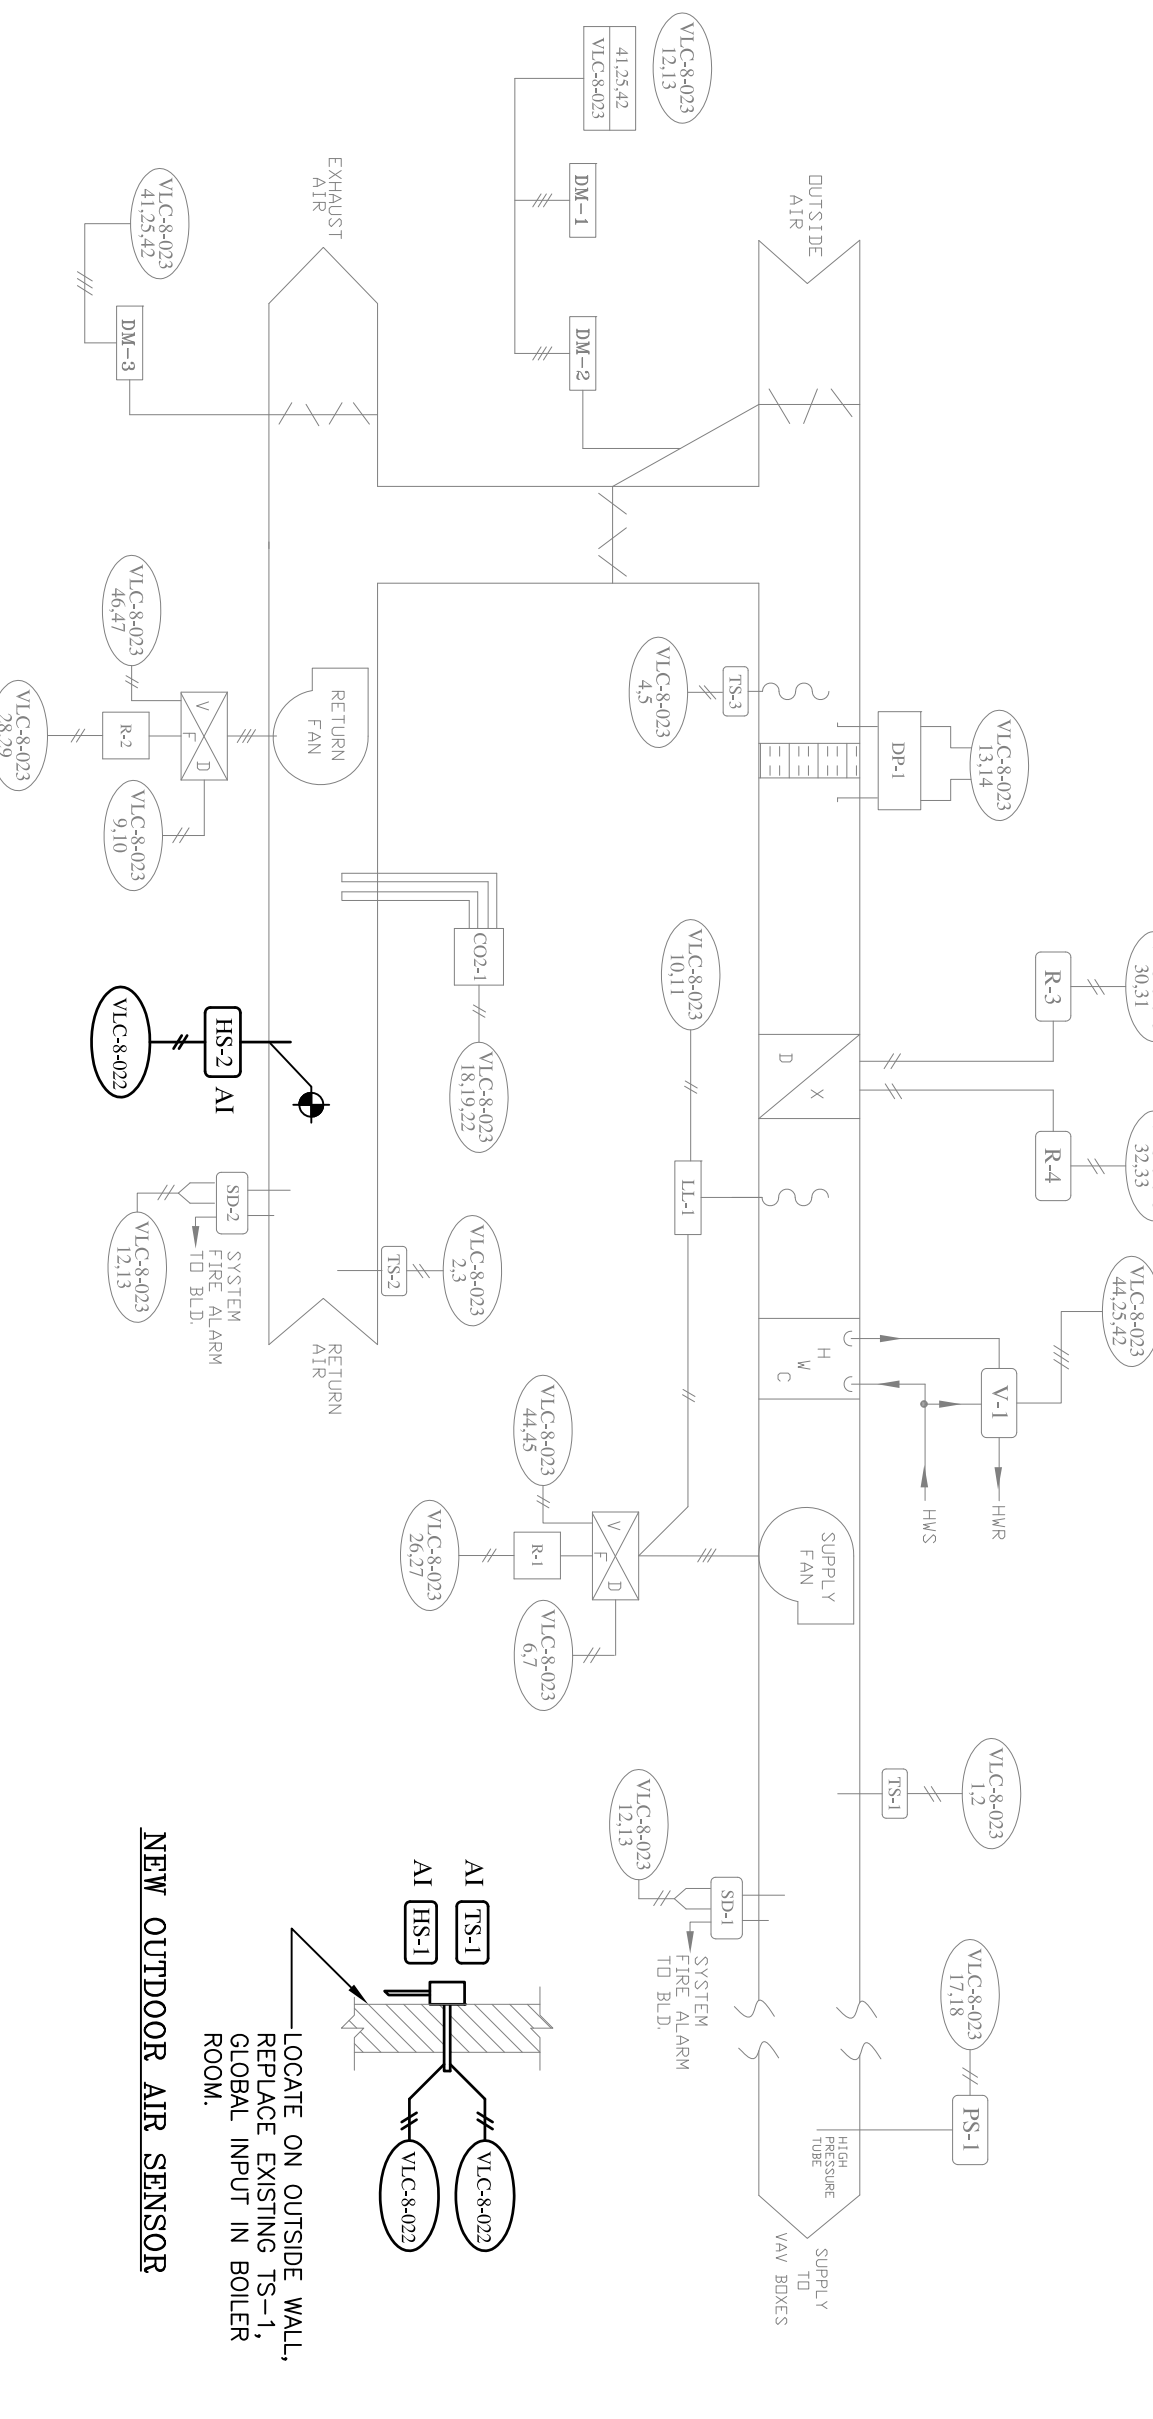 30,31
R-3
32,33
R-4
VLC-8-023
44,25,42
V-1
HWR
HWS
VLC-8-023
12,13
41,25,42
VLC-8-023
DM-1
DM-2
OUTSIDE
AIR
VLC-8-023
13,14
DP-1
TS-3
VLC-8-023
4,5
D X
H W C
VLC-8-023
10,11
LL-1
SUPPLY
FAN
VLC-8-023
1,2
TS-1
VLC-8-023
17,18
PS-1
HIGH
PRESSURE
TUBE
SUPPLY
TO
VAV BOXES
SD-1
VLC-8-023
12,13
SYSTEM
FIRE ALARM
TO BLD.
VLC-8-023
44,45
V F D
R-1
VLC-8-023
26,27
VLC-8-023
6,7
EXHAUST
AIR
VLC-8-023
41,25,42
DM-3
RETURN
FAN
VLC-8-023
46,47
V F D
R-2
VLC-8-023
28,29
VLC-8-023
9,10
CO2-1
VLC-8-023
18,19,22
HS-2
AI
VLC-8-022
VLC-8-023
2,3
TS-2
RETURN
AIR
SD-2
VLC-8-023
12,13
SYSTEM
FIRE ALARM
TO BLD.
AI
TS-1
AI
HS-1
VLC-8-022
VLC-8-022
LOCATE ON OUTSIDE WALL,
REPLACE EXISTING TS-1,
GLOBAL INPUT IN BOILER
ROOM.
NEW OUTDOOR AIR SENSOR